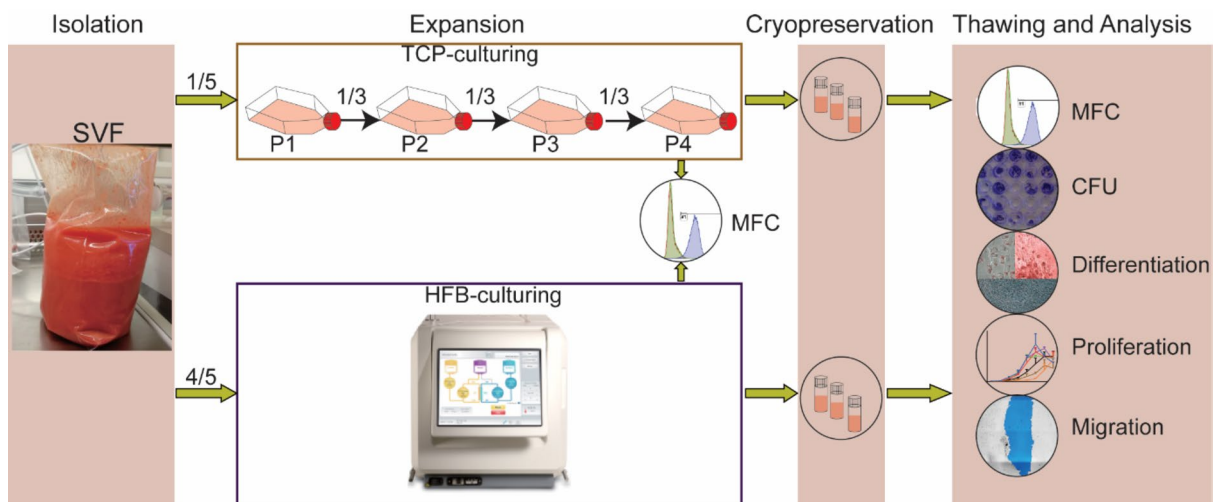 Isolation
Expansion
Cryopreservation
Thawing and Analysis
TCP-culturing
1/5
1/3
1/3
1/3
SVF
P1
P2
P3
P4
MFC
MFC
CFU
Differentiation
HFB-culturing
4/5
Proliferation
Migration